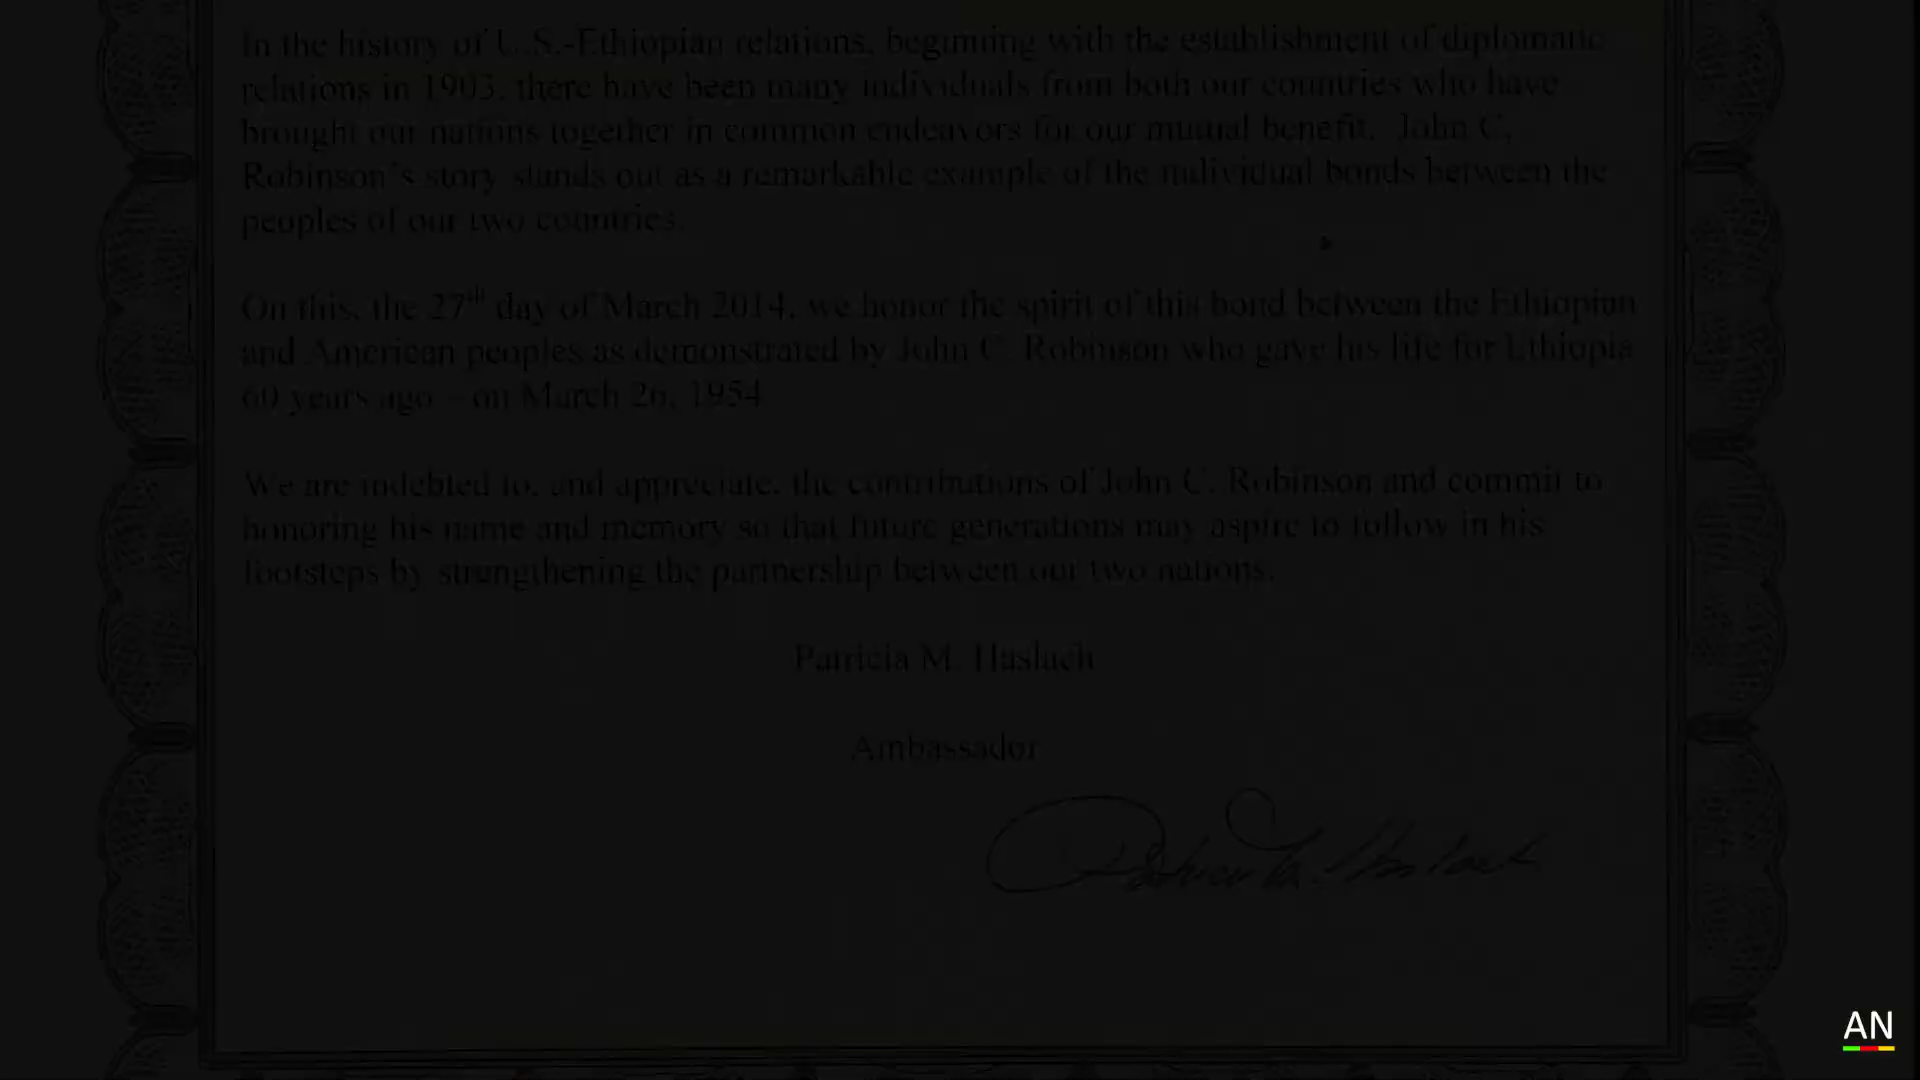 In the history of U.S.-Ethiopian relations, beginning with the establishment of diplomatic
relations in 1903, there have been many individuals from both our countries who have
brought our nations together in common endeavors for our mutual benefit. John C.
Robinson's story stands out as a remarkable example of the individual bonds between the
peoples of our two countries.
On this, the 27th day of March 2014, we honor the spirit of this bond between the Ethiopian
and American peoples as demonstrated by John C. Robinson who gave his life for Ethiopia
60 years ago – on March 26, 1954
We are indebted to, and appreciate, the contributions of John C. Robinson and commit to
honoring his name and memory so that future generations may aspire to follow in his
footsteps by strengthening the partnership between our two nations.
Patricia M. Haslach
Ambassador
Patricia M. Haslach
AN